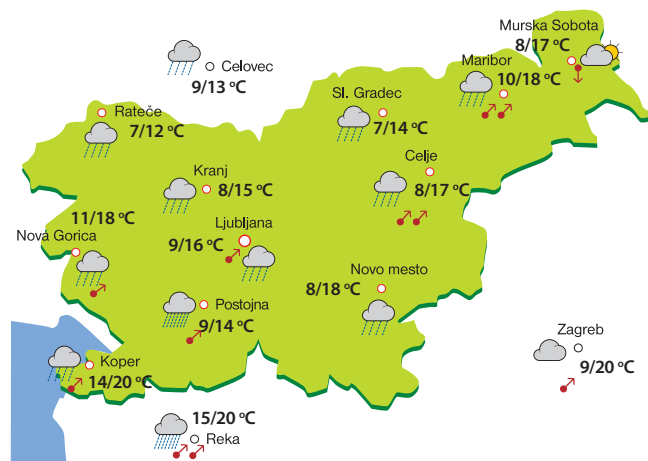 Murska Sobota
8/17 °C
Maribor
10/18 °C
Celovec
9/13 °C
Sl. Gradec
7/14 °C
Rateče
7/12 °C
Celje
8/17 °C
Kranj
8/15 °C
11/18 °C
Nova Gorica
Ljubljana
9/16 °C
Novo mesto
8/18 °C
Postojna
9/14 °C
Zagreb
9/20 °C
Koper
14/20 °C
15/20 °C
Reka